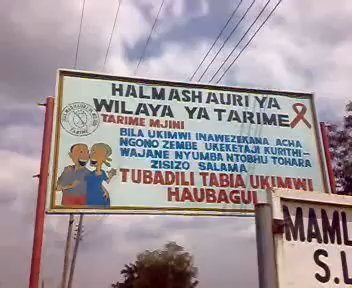 HALMASHAURI YA
WILAYA YA TARIME
TARIME MJINI
BILA UKIMWI INAWEZEKANA ACHA
NGONO ZEMBE UKEKETAJI KURITHI-
WAJANE NYUMBA NTOBHU TOHARA
ZISIZO SALAMA
TUBADILI TABIA UKIMWI
HAUBAGUI
MAML
S.L